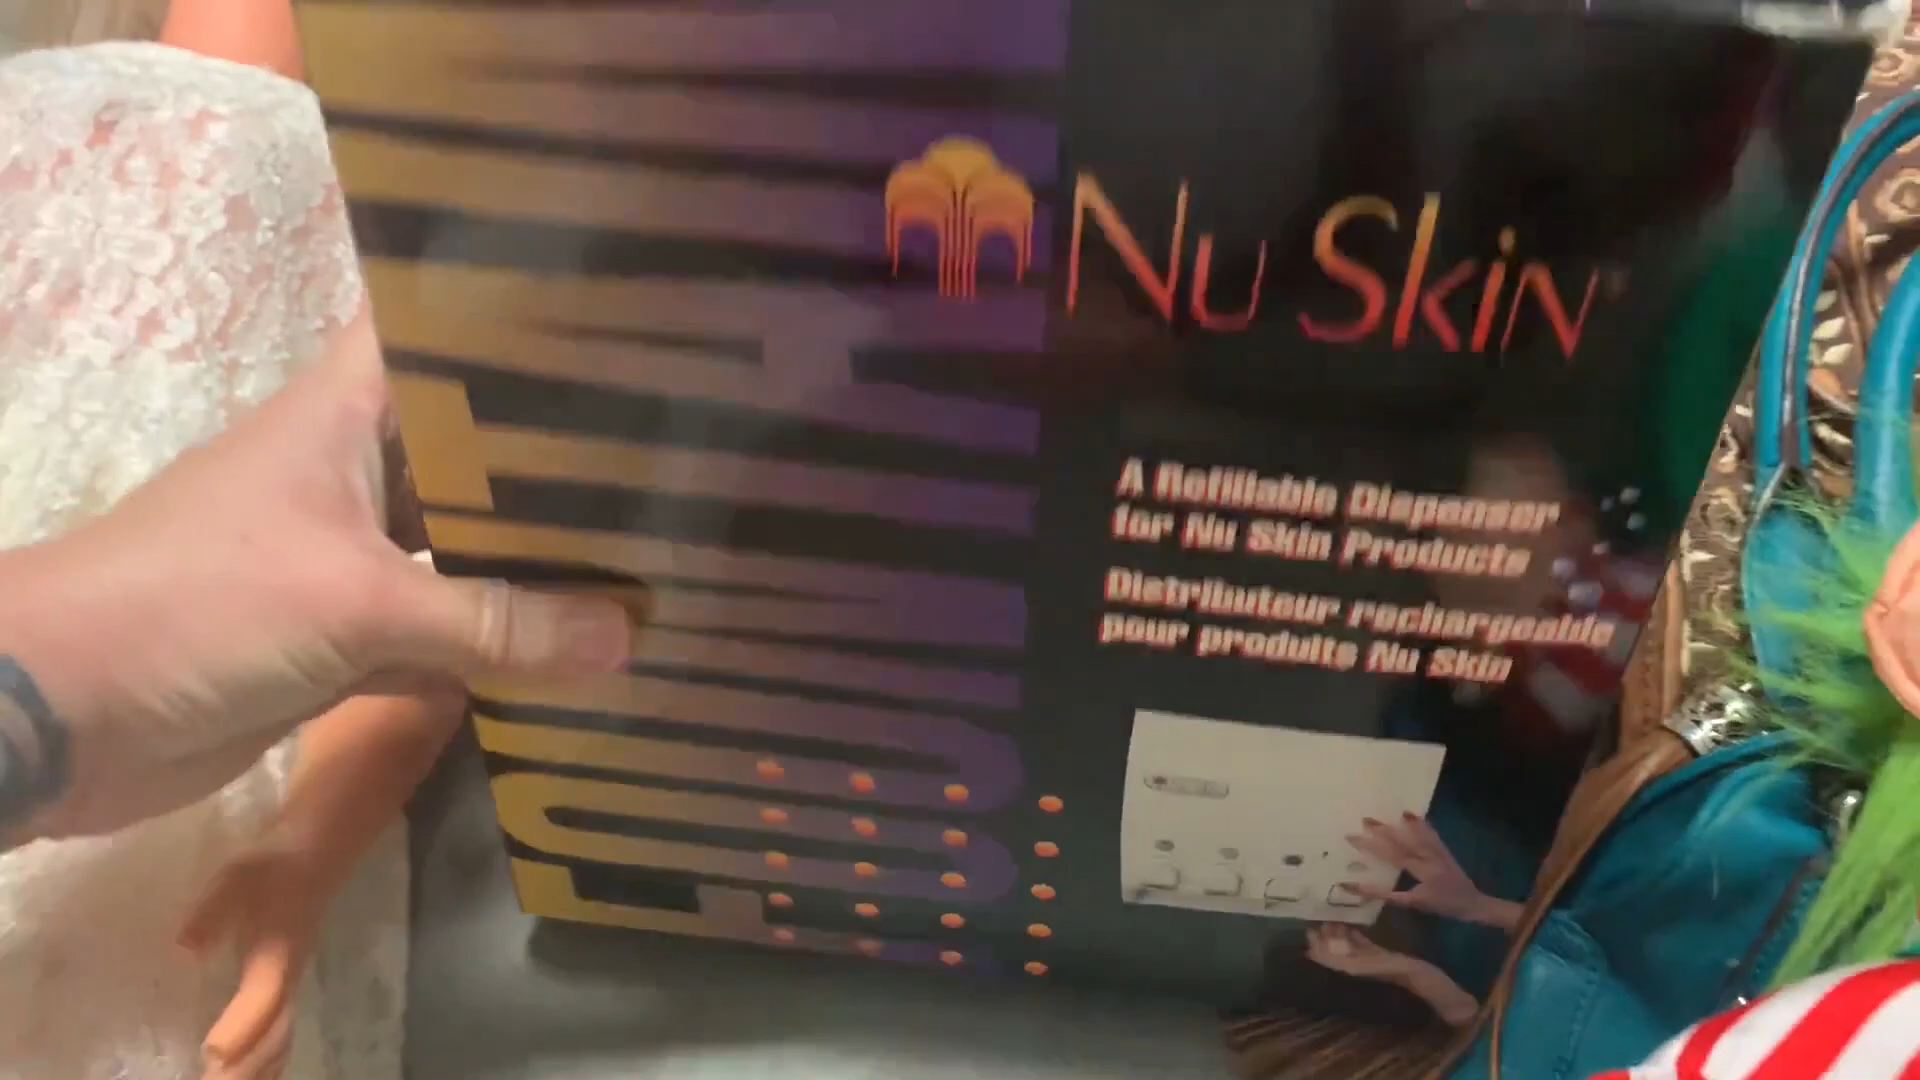 NU SKIN
A Refillable Dispenser
for Nu Skin Products
Distributeur rechargeable
pour produits Nu Skin